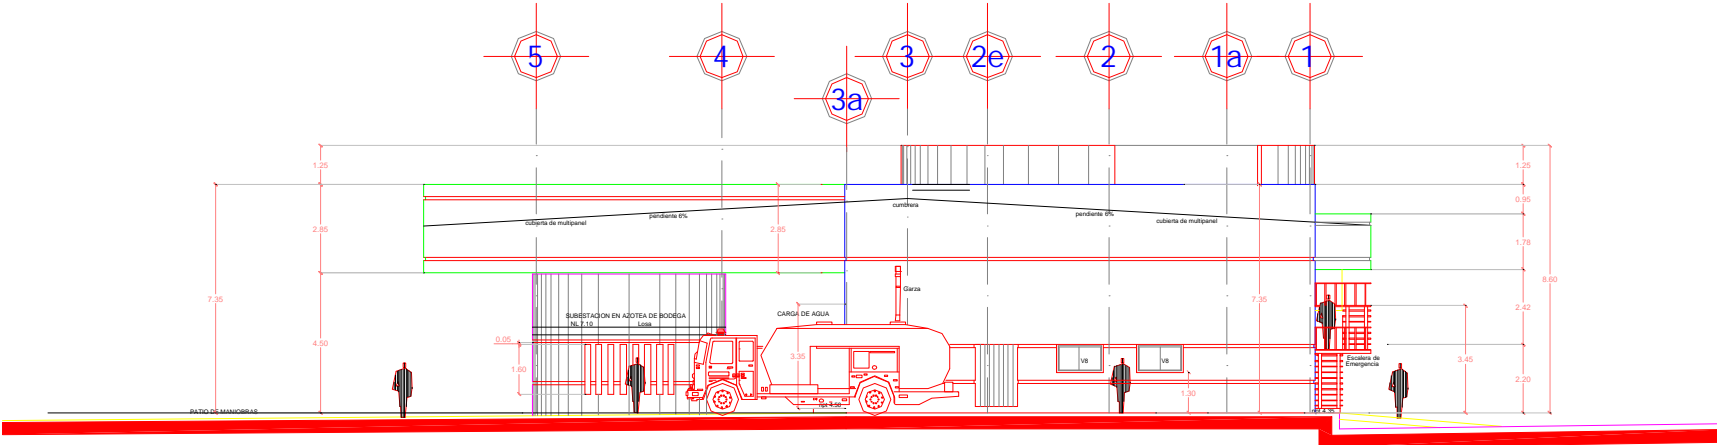 5
4
3
2e
2
1a
1
3a
1.25
1.25
0.95
pendiente 6%
cumbrera
pendiente 6%
cubierta de multipanel
cubierta de multipanel
2.85
2.85
1.78
7.35
8.60
Garza
7.35
2.42
SUBESTACION EN AZOTEA DE BODEGA
NL 7.10
Losa
CARGA DE AGUA
0.05
4.50
3.35
V8
V8
Escalera de
Emergencia
3.45
1.60
1.30
2.20
PATIO DE MANIOBRAS